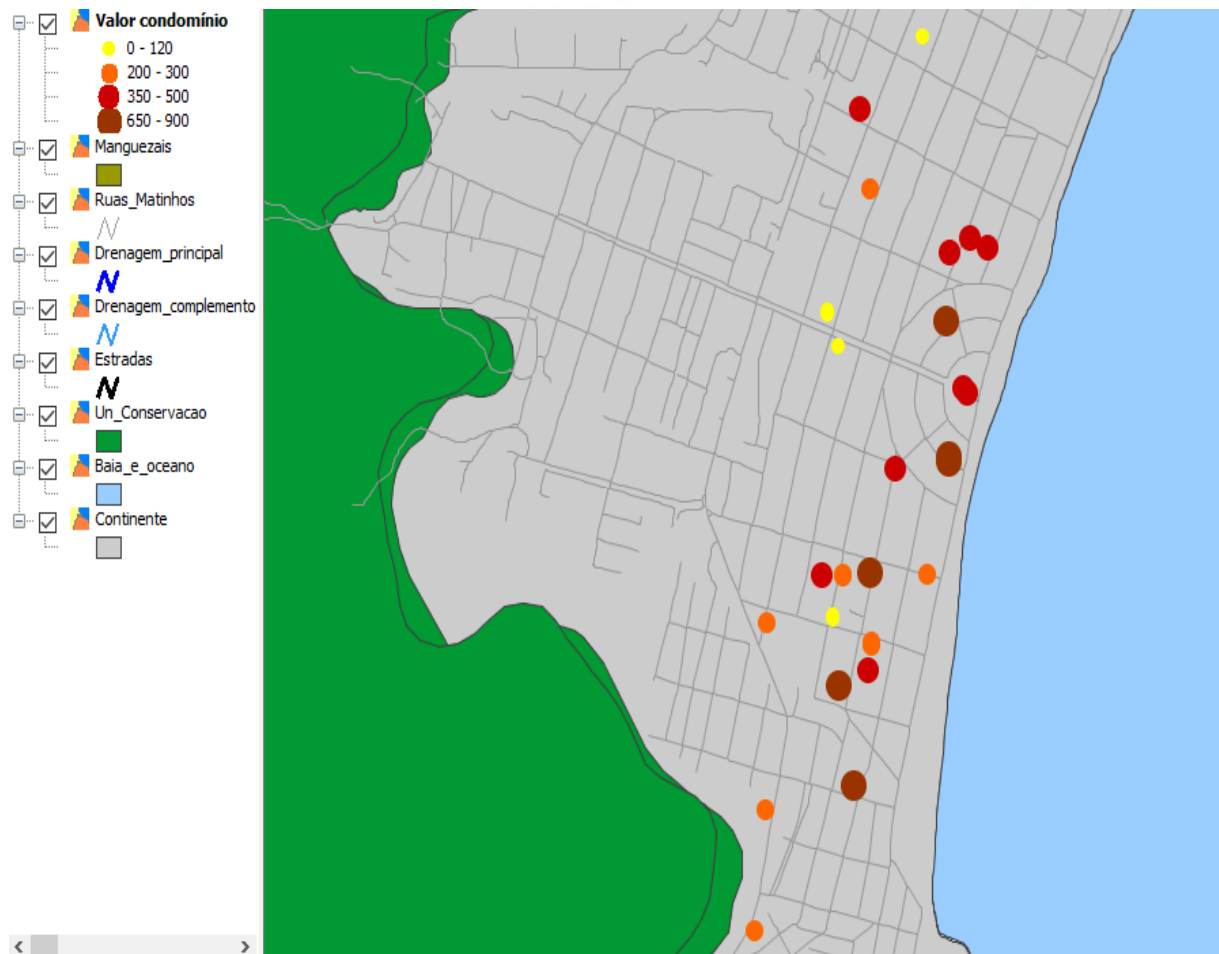 Valor condomínio
0 - 120
200 - 300
350 - 500
650 - 900
Manguezais
Ruas_Matinhos
Drenagem_principal
Drenagem_complemento
Estradas
Un_Conservacao
Baia_e_oceano
Continente